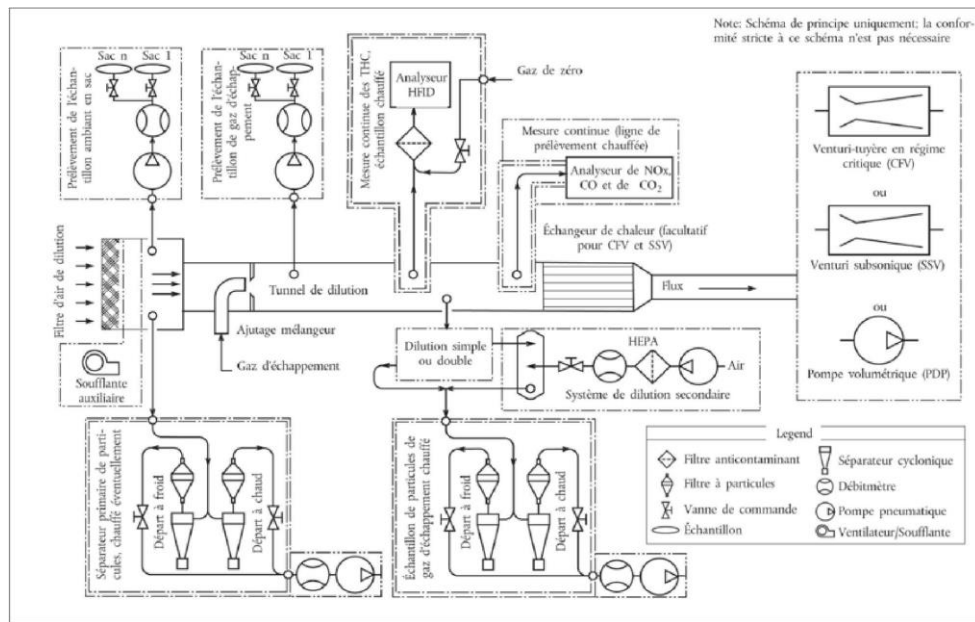 Note: Schéma de principe uniquement; la confor-
mité stricte à ce schéma n'est pas nécessaire
Sac n Sac 1
Prélèvement de l'échan-
tillon ambiant en sac
Sac n Sac 1
Prélèvement de l'échan-
tillon de gaz d'échap-
pement
Mesure continue des THC,
échantillon chauffé
Analyseur
HFID
Gaz de zéro
Mesure continue (ligne de
prélèvement chauffée)
Analyseur de NOx,
CO et de CO2
Échangeur de chaleur (facultatif
pour CFV et SSV)
Venturi-tuyère en régime
critique (CFV)
ou
Venturi subsonique (SSV)
ou
Pompe volumétrique (PDP)
Filtre d'air de dilution
Tunnel de dilution
Flux
Ajutage mélangeur
Gaz d'échappement
Soufflante
auxiliaire
Dilution simple
ou double
HEPA
Air
Système de dilution secondaire
Séparateur primaire de parti-
cules, chauffé éventuellement
Départ à froid
Départ à chaud
Échantillon de particules de
gaz d'échappement chauffé
Départ à froid
Départ à chaud
Legend
Filtre anticontaminant
Filtre à particules
Vanne de commande
Échantillon
Séparateur cyclonique
Débitmètre
Pompe pneumatique
Ventilateur/Soufflante